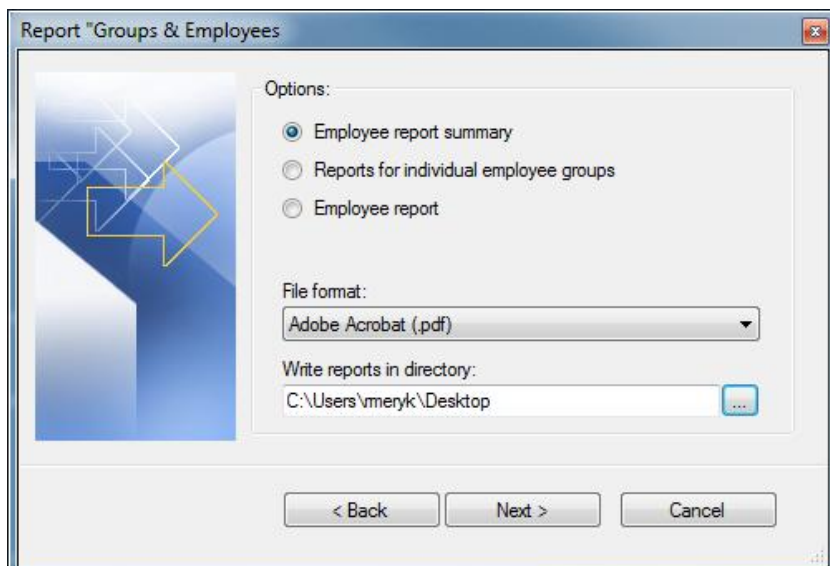 Report "Groups & Employees
Options:
Employee report summary
Reports for individual employee groups
Employee report
File format:
Adobe Acrobat (.pdf)
Write reports in directory:
C:\Users\meryk\Desktop
...
< Back
Next >
Cancel